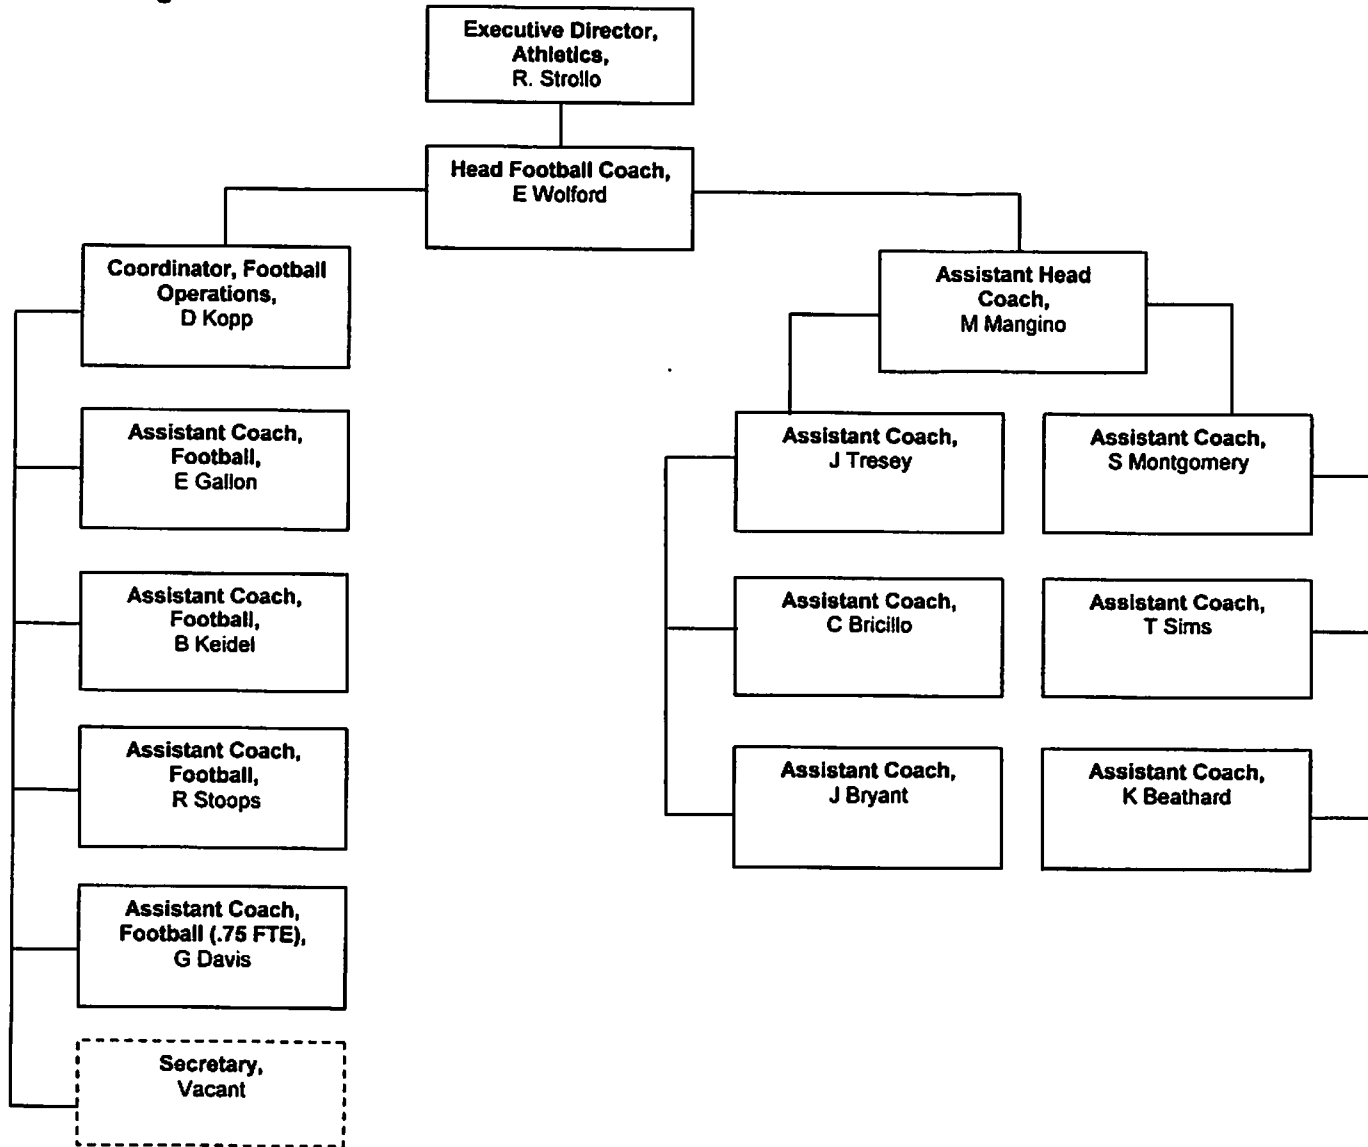 Executive Director,
Athletics,
R. Strollo
Head Football Coach,
E Wolford
Coordinator, Football
Operations,
D Kopp
Assistant Head
Coach,
M Mangino
Assistant Coach,
Football,
E Gallon
Assistant Coach,
J Tresey
Assistant Coach,
S Montgomery
Assistant Coach,
Football,
B Keidel
Assistant Coach,
C Bricillo
Assistant Coach,
T Sims
Assistant Coach,
Football,
R Stoops
Assistant Coach,
J Bryant
Assistant Coach,
K Beathard
Assistant Coach,
Football (.75 FTE),
G Davis
Secretary,
Vacant